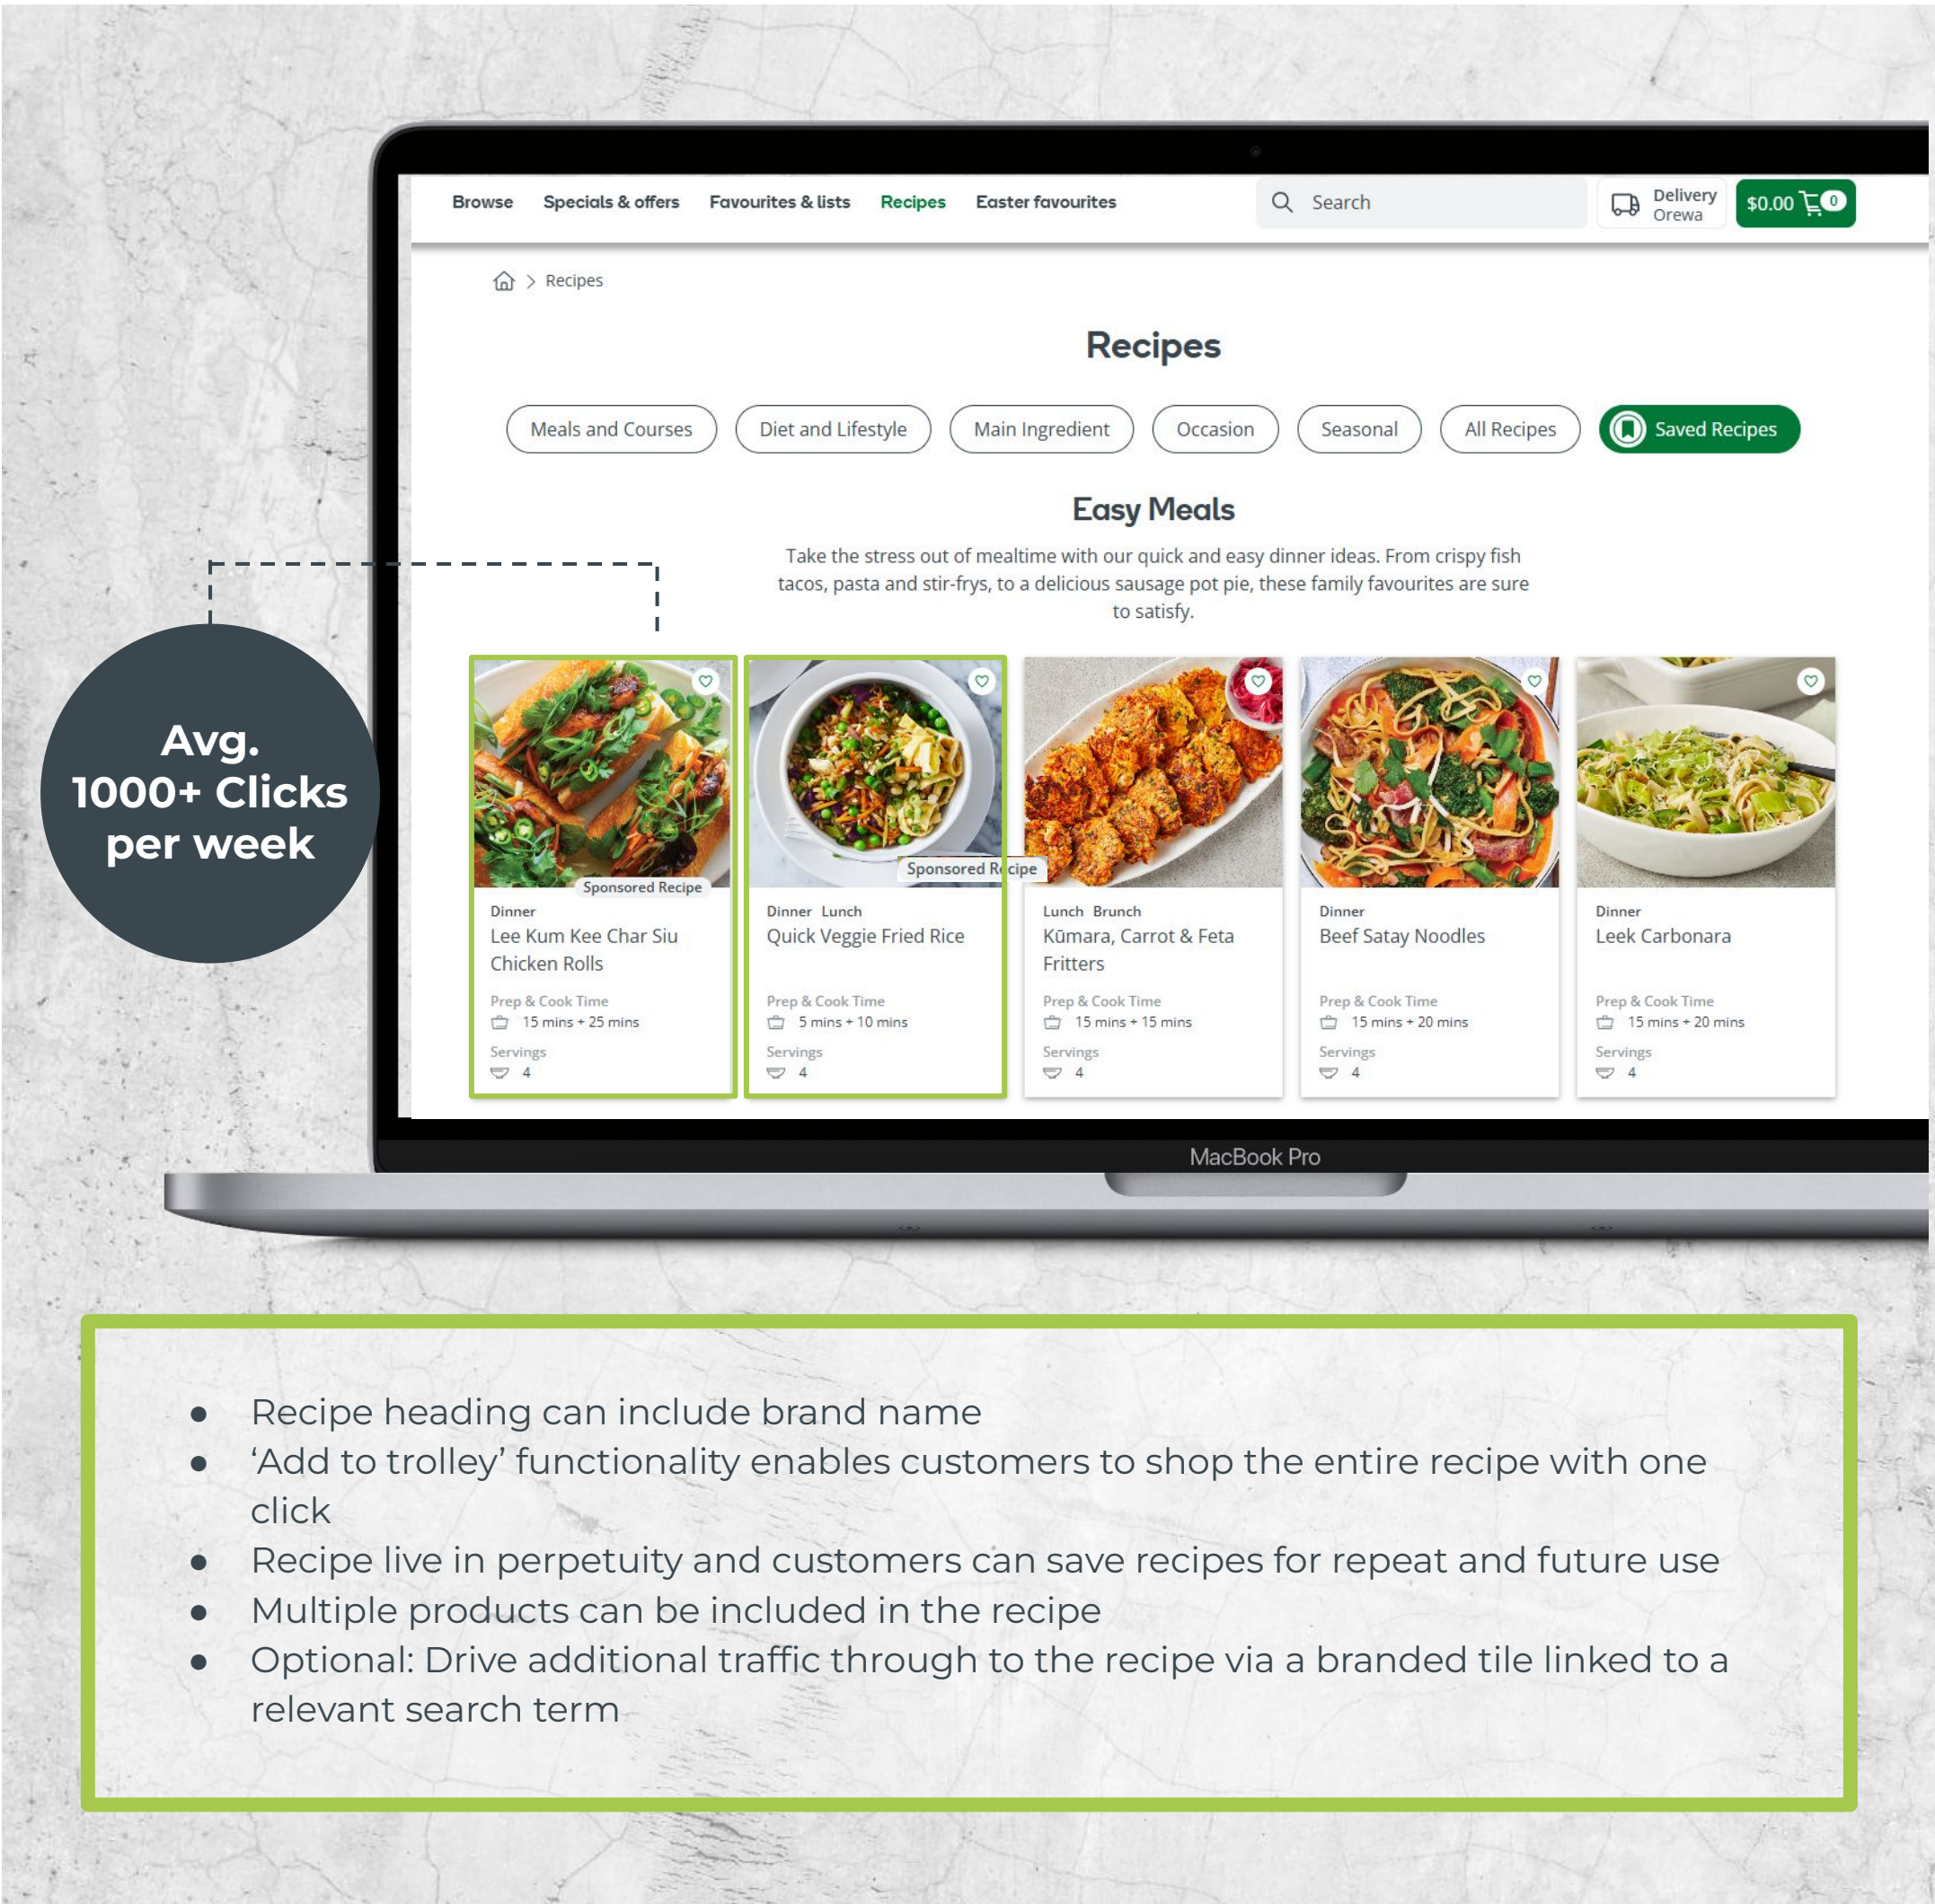 Browse Specials & offers Favourites & lists Recipes Easter favourites Search Delivery
Orewa
$0.00 0
> Recipes
Recipes
Meals and Courses Diet and Lifestyle Main Ingredient Occasion Seasonal All Recipes Saved Recipes
Easy Meals
Take the stress out of mealtime with our quick and easy dinner ideas. From crispy fish
tacos, pasta and stir-frys, to a delicious sausage pot pie, these family favourites are sure
to satisfy.
Avg.
1000+ Clicks
per week
Sponsored Recipe
Dinner
Lee Kum Kee Char Siu
Chicken Rolls
Prep & Cook Time
15 mins + 25 mins
Servings
4
Sponsored Recipe
Dinner Lunch
Quick Veggie Fried Rice
Prep & Cook Time
5 mins + 10 mins
Servings
4
Lunch Brunch
Kūmara, Carrot & Feta
Fritters
Prep & Cook Time
15 mins + 15 mins
Servings
4
Dinner
Beef Satay Noodles
Prep & Cook Time
15 mins + 20 mins
Servings
4
Dinner
Leek Carbonara
Prep & Cook Time
15 mins + 20 mins
Servings
4
MacBook Pro
● Recipe heading can include brand name
● ‘Add to trolley’ functionality enables customers to shop the entire recipe with one
click
● Recipe live in perpetuity and customers can save recipes for repeat and future use
● Multiple products can be included in the recipe
● Optional: Drive additional traffic through to the recipe via a branded tile linked to a
relevant search term